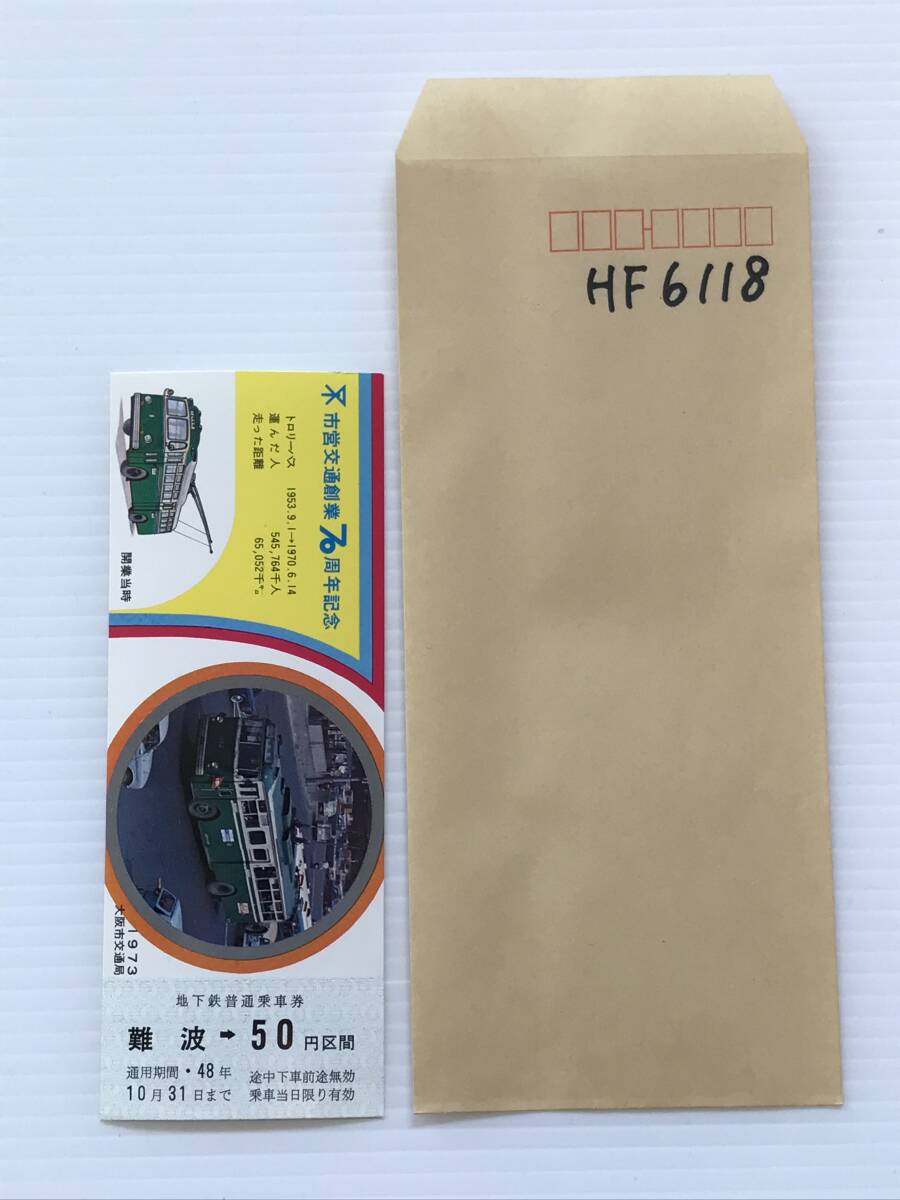 HF6118
市営交通創業70周年記念
トロリーバス 1953.9.1→1970.6.14
運んだ人 545,764千人
走った距離 65,052千㌔
開業当時
1973
大阪市交通局
地下鉄普通乗車券
難波➡50円区間
通用期間・48年
10月31日まで
途中下車前途無効
乗車当日限り有効